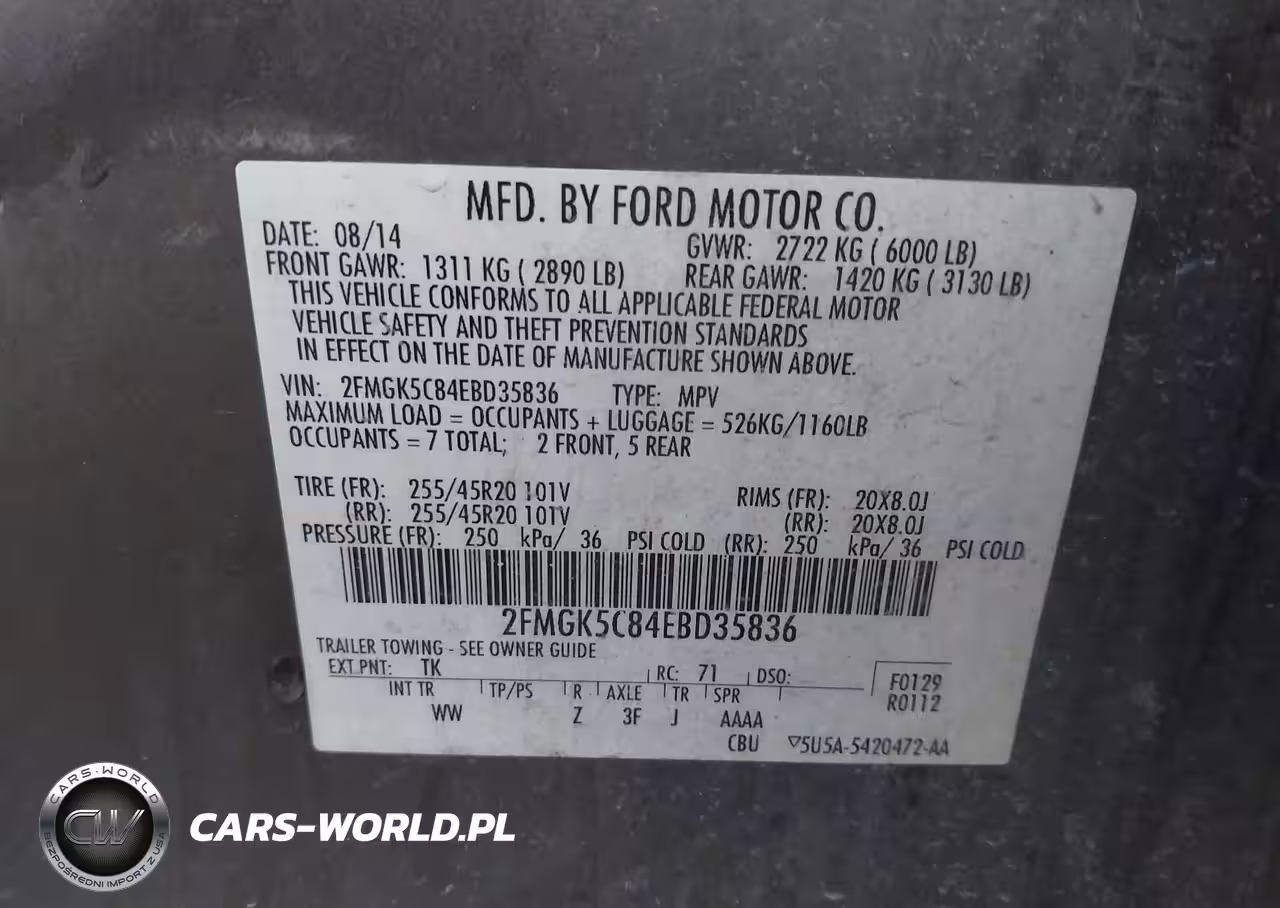 MFD. BY FORD MOTOR CO.
DATE: 08/14 GVWR: 2722 KG ( 6000 LB)
FRONT GAWR: 1311 KG ( 2890 LB) REAR GAWR: 1420 KG ( 3130 LB)
THIS VEHICLE CONFORMS TO ALL APPLICABLE FEDERAL MOTOR
VEHICLE SAFETY AND THEFT PREVENTION STANDARDS
IN EFFECT ON THE DATE OF MANUFACTURE SHOWN ABOVE.
VIN: 2FMGK5C84EBD35836 TYPE: MPV
MAXIMUM LOAD = OCCUPANTS + LUGGAGE = 526KG/1160LB
OCCUPANTS = 7 TOTAL; 2 FRONT, 5 REAR
TIRE (FR): 255/45R20 101V RIMS (FR): 20X8.0J
(RR): 255/45R20 101V (RR): 20X8.0J
PRESSURE (FR): 250 kPa/ 36 PSI COLD (RR): 250 kPa/ 36 PSI COLD
2FMGK5C84EBD35836
TRAILER TOWING - SEE OWNER GUIDE
EXT PNT: TK RC: 71 DSO:
F0129
INT TR TP/PS R AXLE TR SPR
R0112
WW Z 3F J AAAA
CBU ▽5U5A-5420472-AA
CARS-WORLD
CW
BEZPOŚREDNI IMPORT Z USA
CARS-WORLD.PL